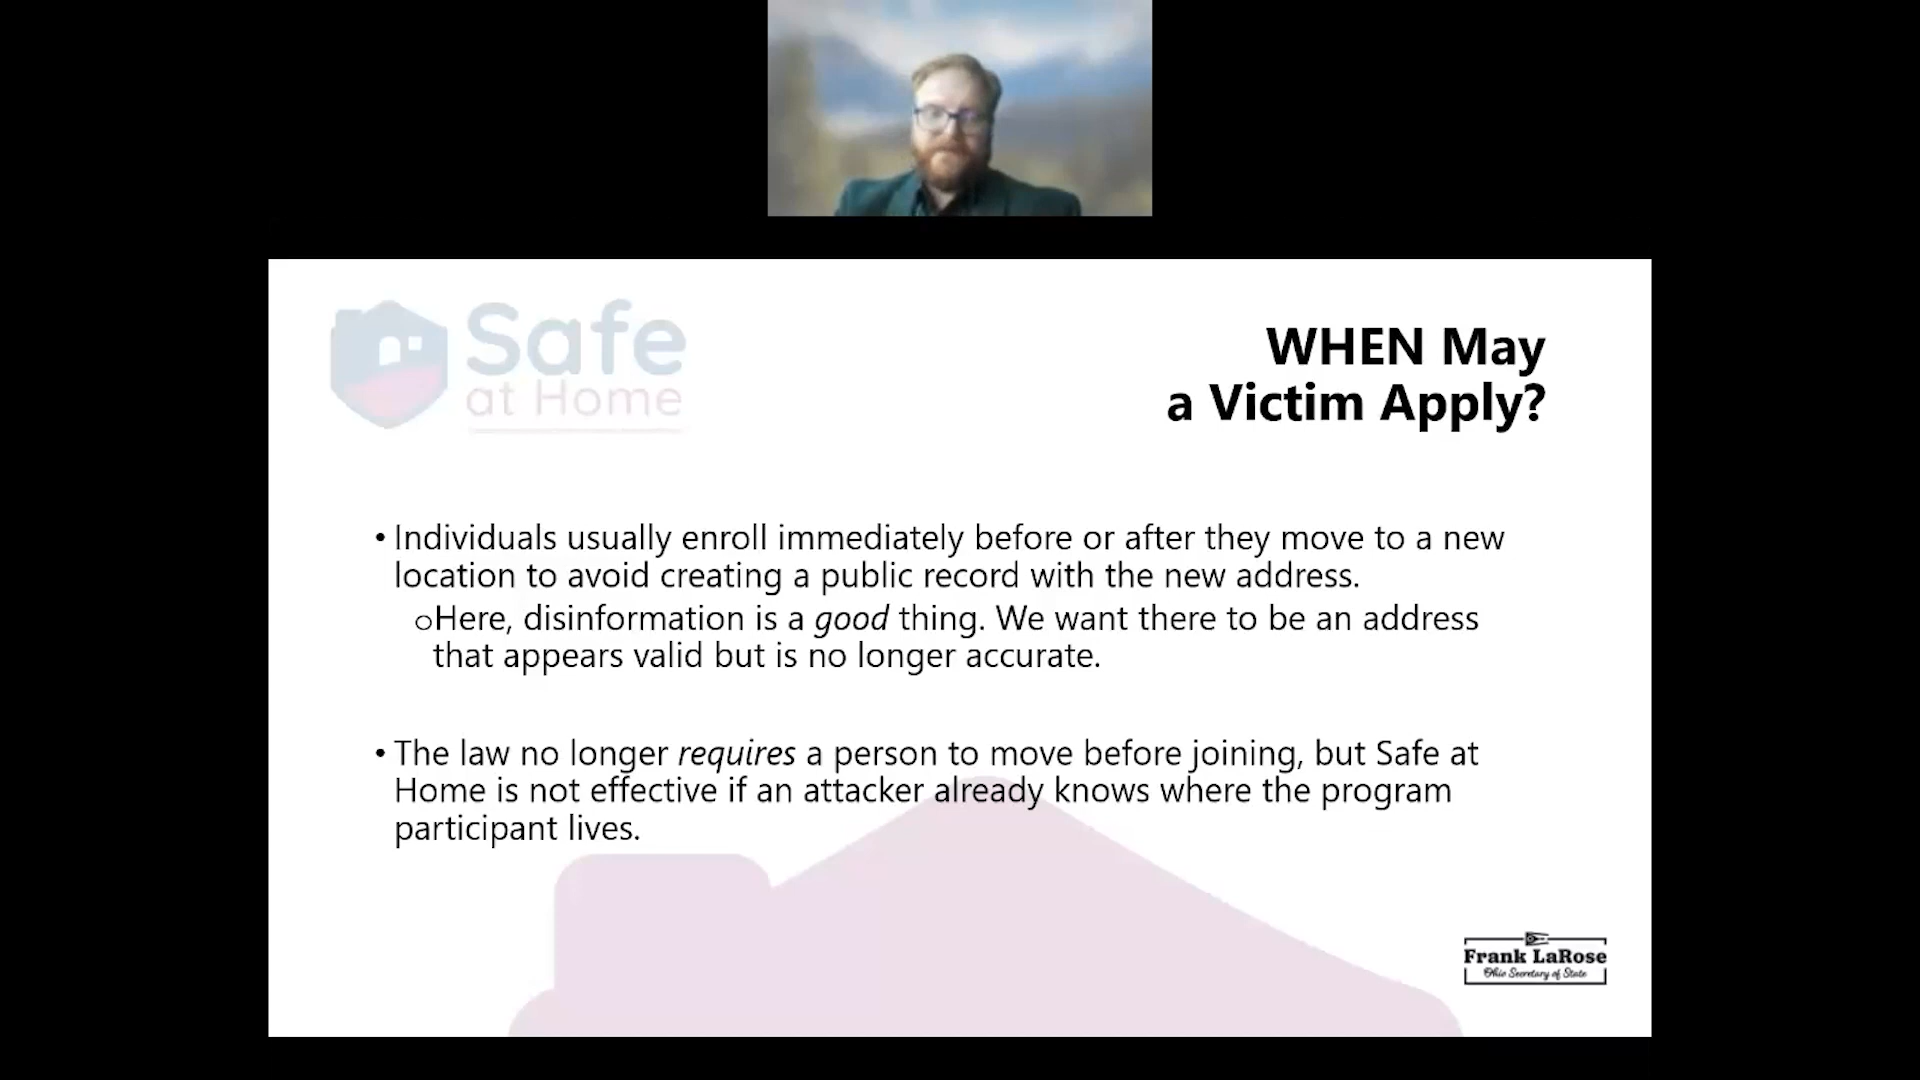 Safe
at Home
WHEN May
a Victim Apply?
• Individuals usually enroll immediately before or after they move to a new
location to avoid creating a public record with the new address.
oHere, disinformation is a good thing. We want there to be an address
that appears valid but is no longer accurate.
• The law no longer requires a person to move before joining, but Safe at
Home is not effective if an attacker already knows where the program
participant lives.
Frank LaRose
Ohio Secretary of State